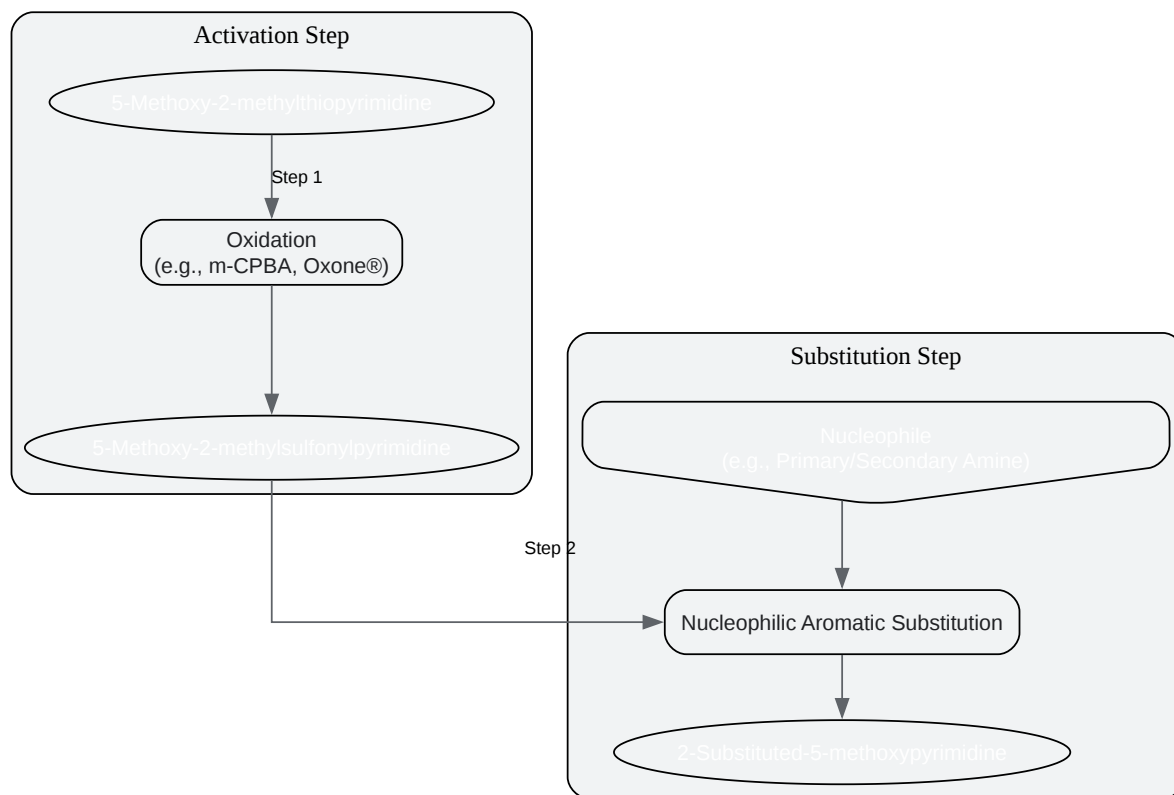 Activation Step
5-Methoxy-2-methylthiopyrimidine
Step 1
Oxidation
(e.g., m-CPBA, Oxone®)
5-Methoxy-2-methylsulfonylpyrimidine
Substitution Step
Nucleophile
(e.g., Primary/Secondary Amine)
Step 2
Nucleophilic Aromatic Substitution
2-Substituted-5-methoxypyrimidine